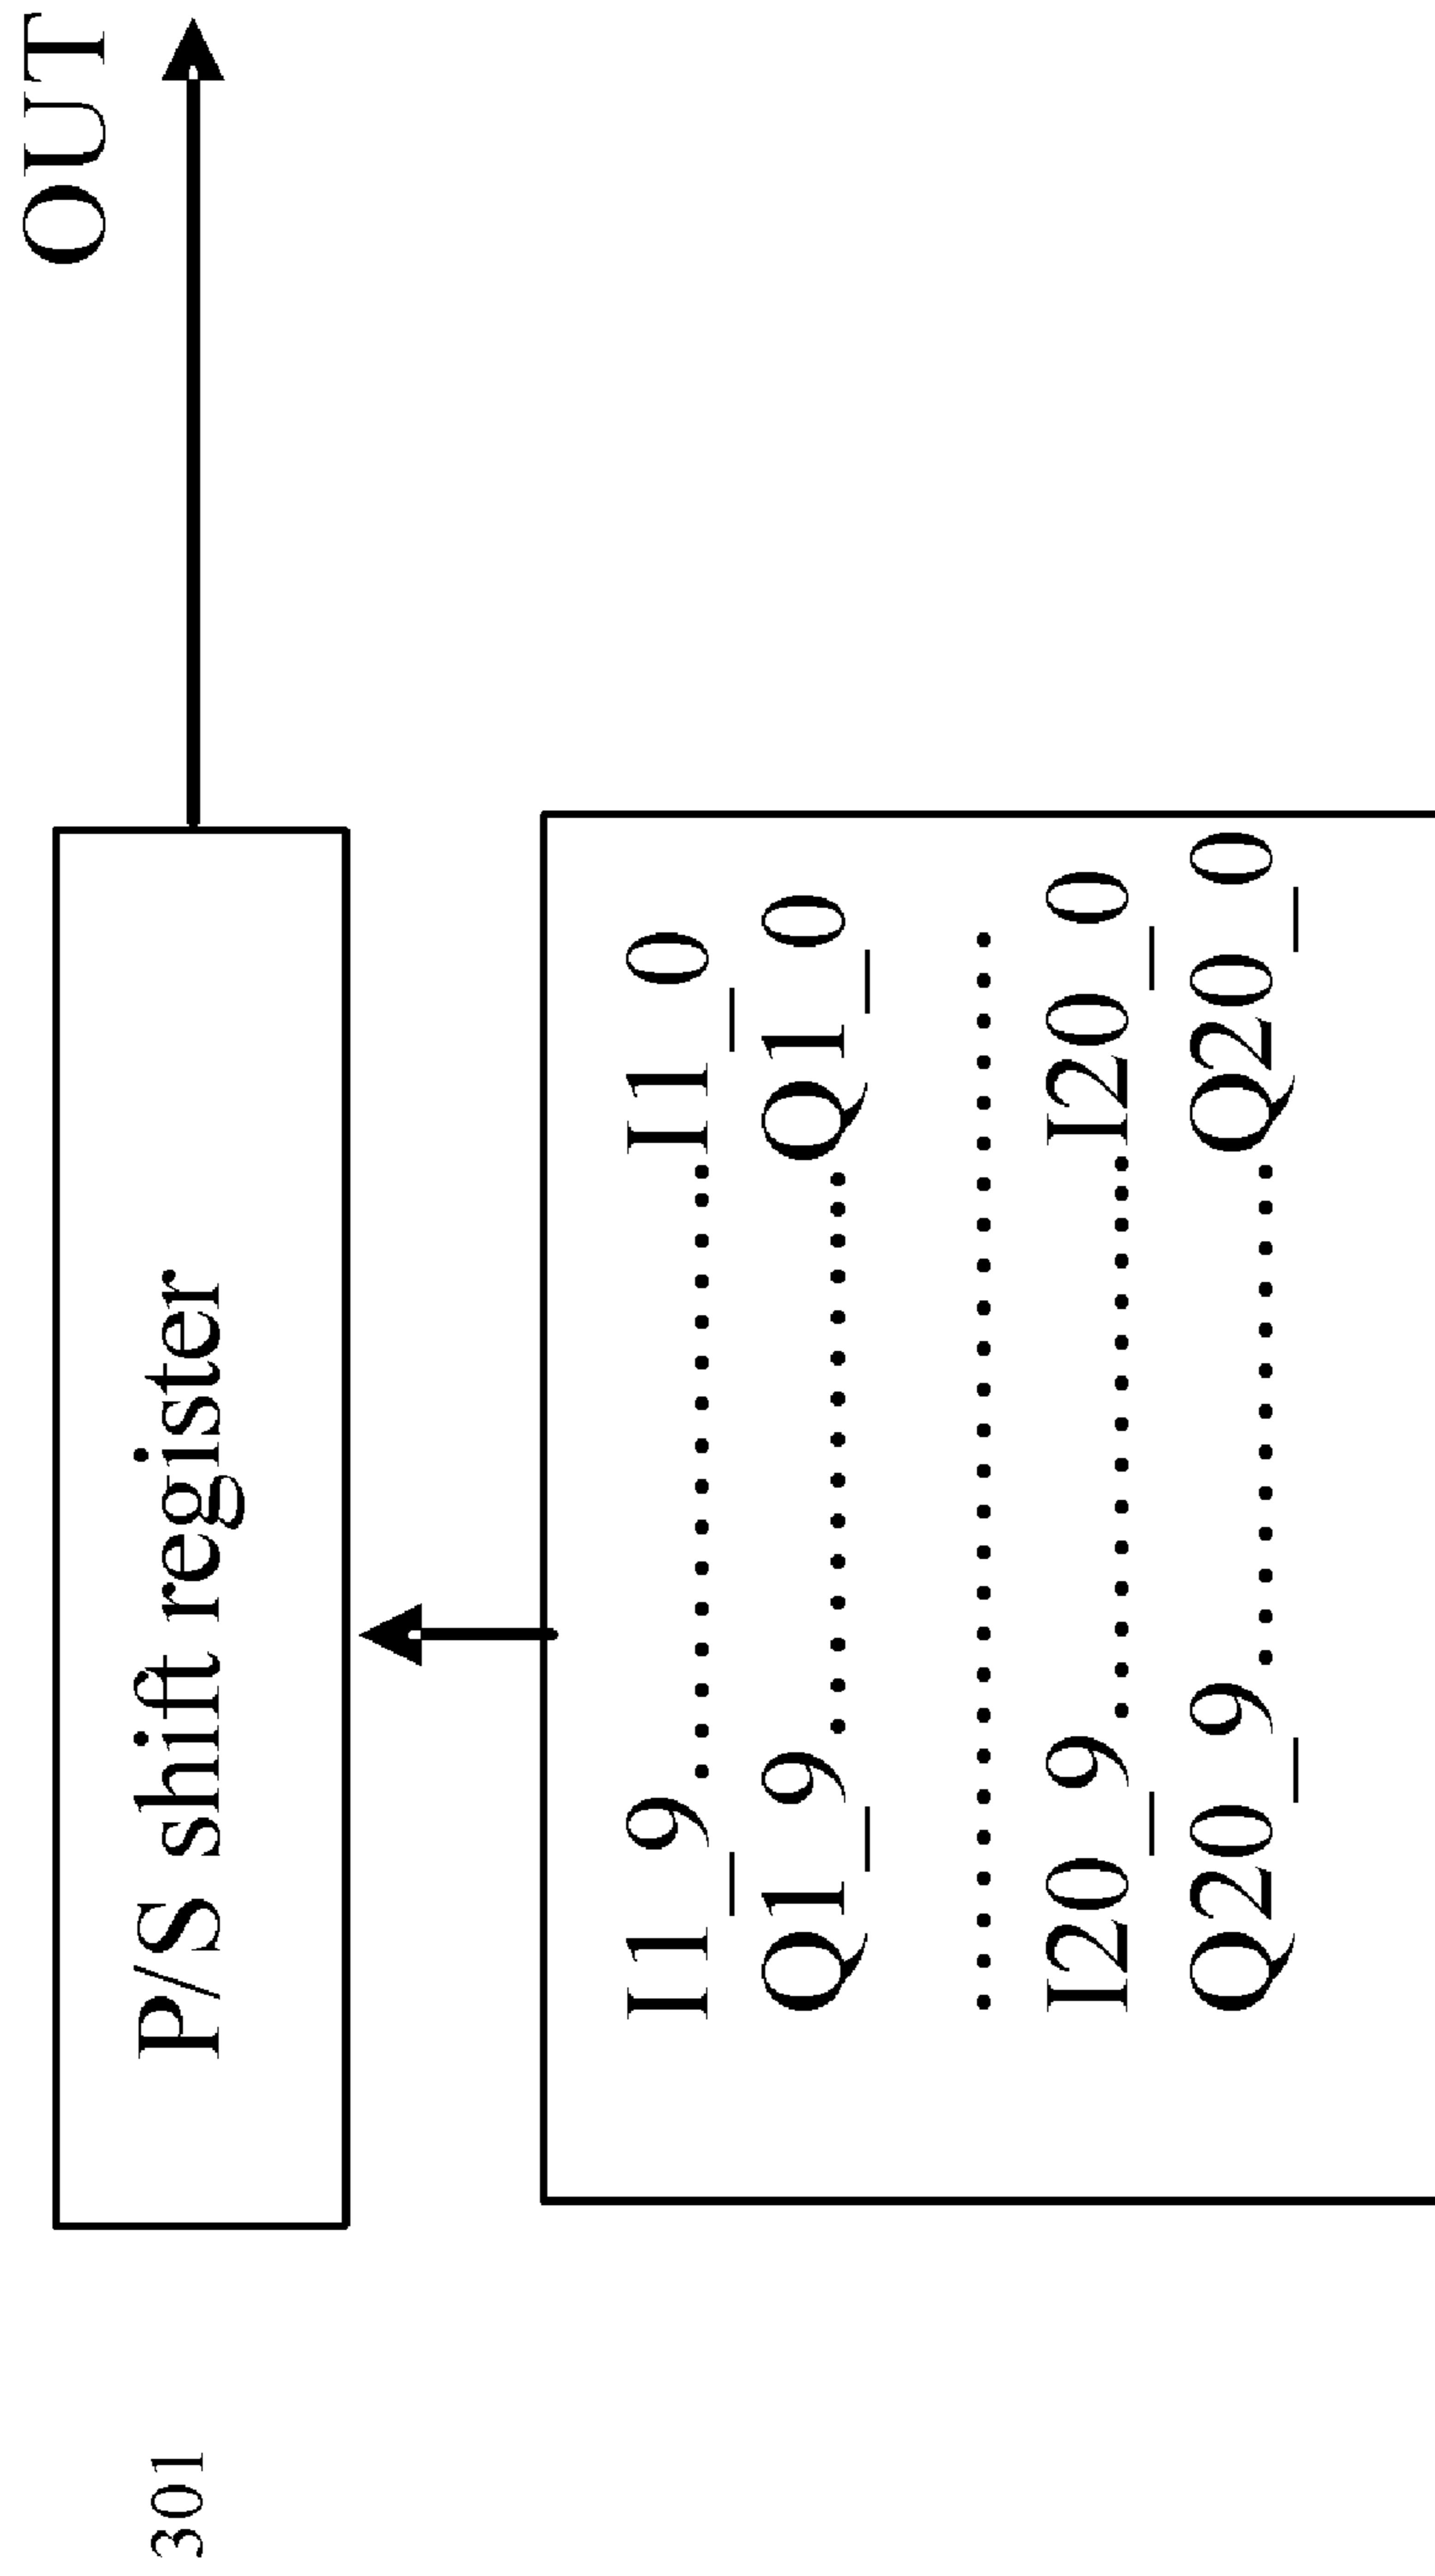 OUT
301
P/S shift register
I1_9 ................ I1_0
Q1_9 ................ Q1_0
...........................
I20_9 ................ I20_0
Q20_9 ............. Q20_0